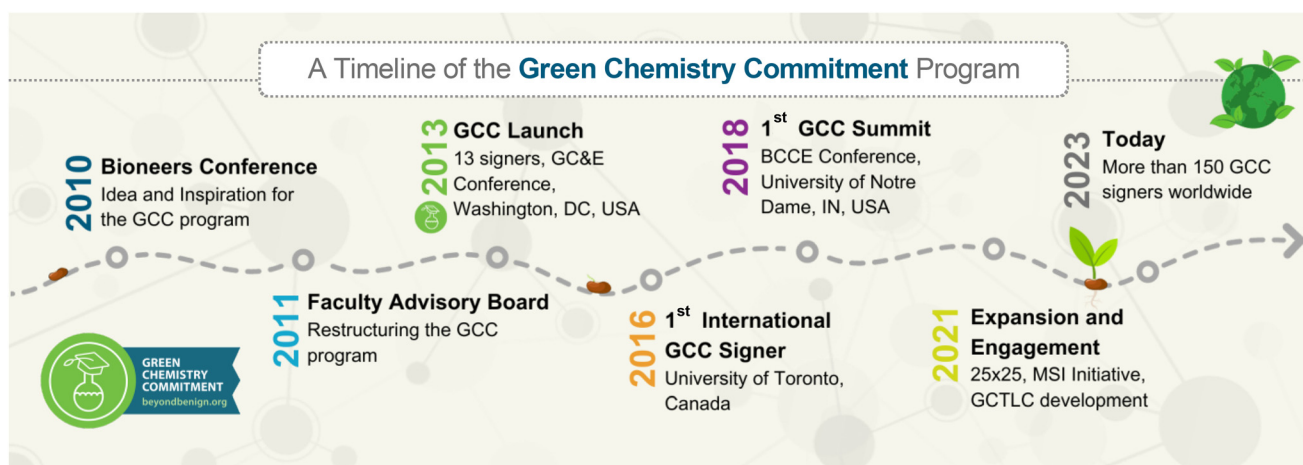 A Timeline of the Green Chemistry Commitment Program
2010
Bioneers Conference
Idea and Inspiration for
the GCC program
2011
Faculty Advisory Board
Restructuring the GCC
program
2013
GCC Launch
13 signers, GC&E
Conference,
Washington, DC, USA
2016
1st International
GCC Signer
University of Toronto,
Canada
2018
1st GCC Summit
BCCE Conference,
University of Notre
Dame, IN, USA
2021
Expansion and
Engagement
25x25, MSI Initiative,
GCTLC development
2023
Today
More than 150 GCC
signers worldwide
GREEN
CHEMISTRY
COMMITMENT
beyondbenign.org